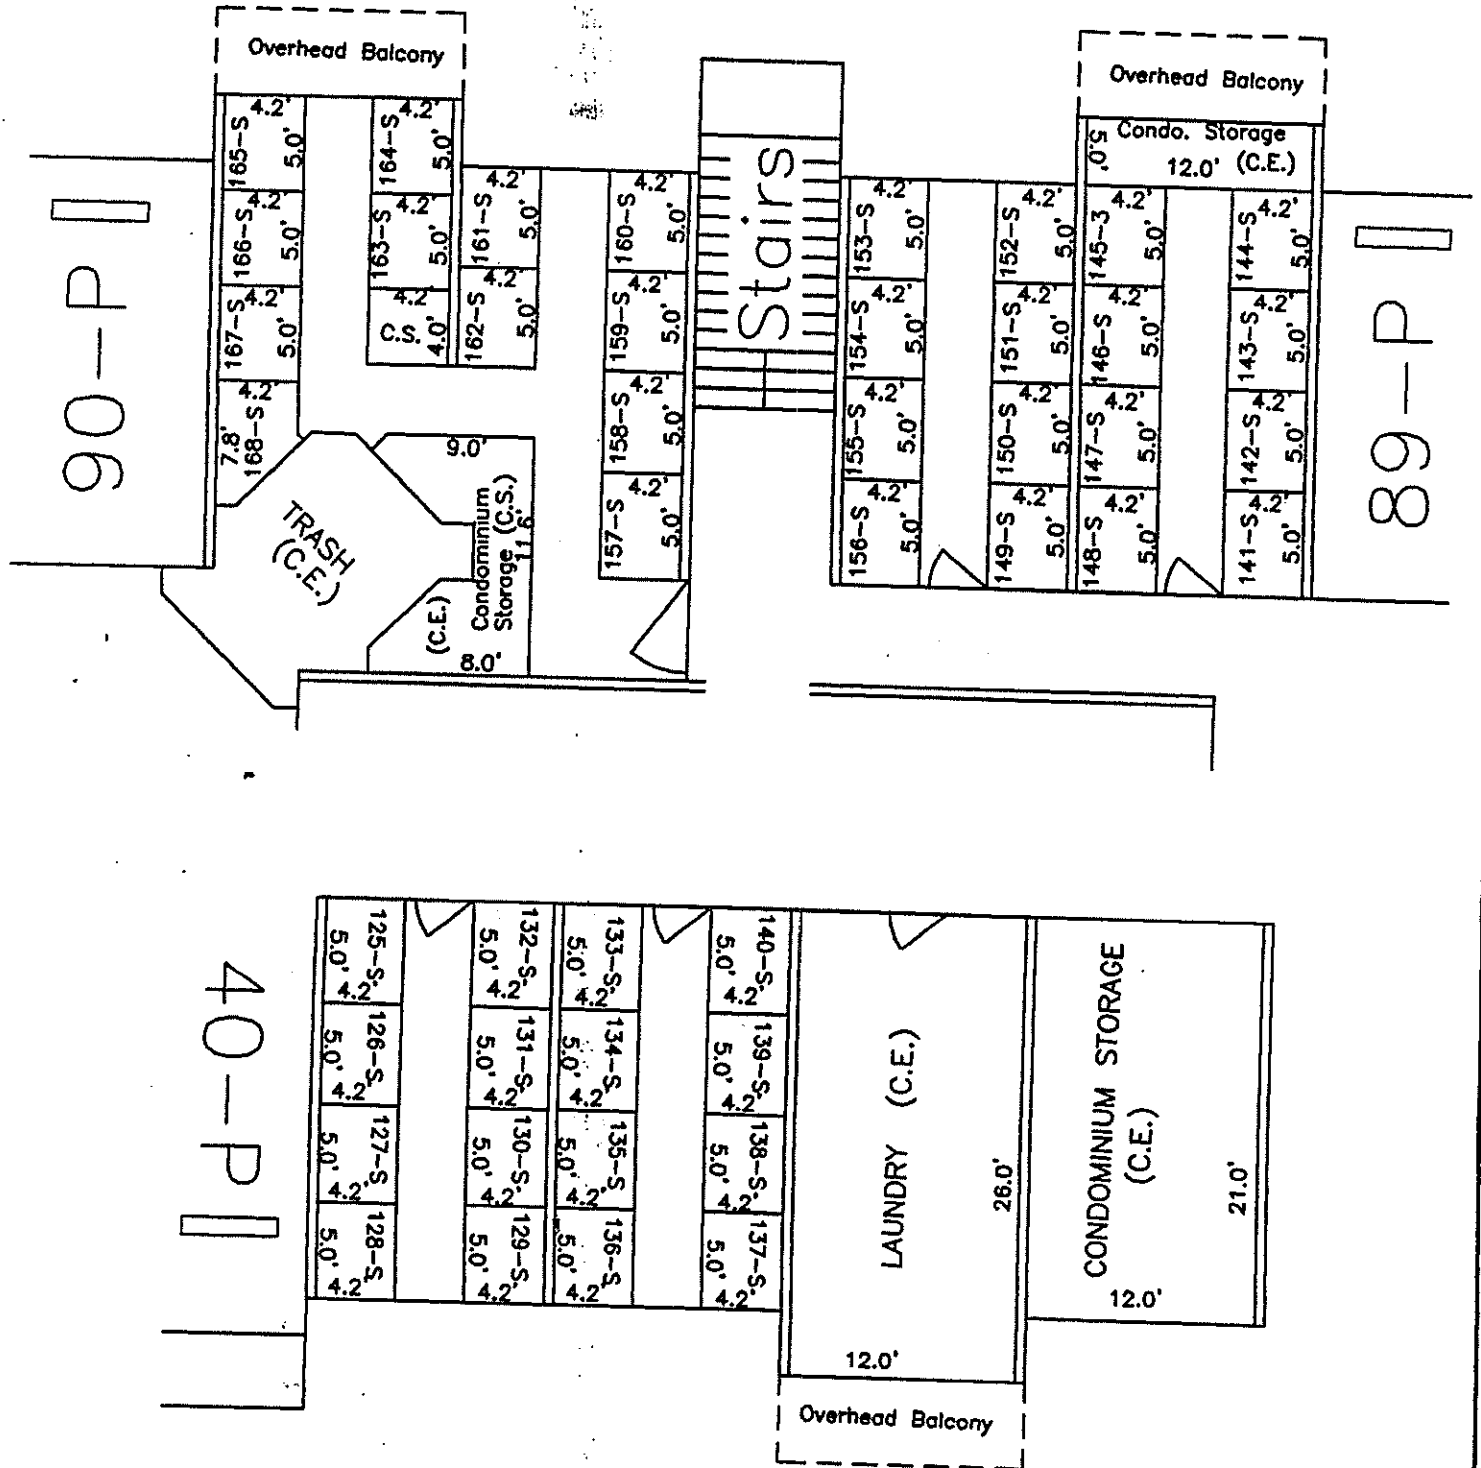 Overhead Balcony
Overhead Balcony
Condo. Storage
5.0'
12.0' (C.E.)
165-S 4.2' 5.0'
164-S 4.2' 5.0'
166-S 4.2' 5.0'
163-S 4.2' 5.0'
167-S 4.2' 5.0'
C.S. 4.2' 4.0'
168-S 4.2' 7.8'
161-S 4.2' 5.0'
162-S 4.2' 5.0'
160-S 4.2' 5.0'
159-S 4.2' 5.0'
158-S 4.2' 5.0'
157-S 4.2' 5.0'
Stairs
153-S 4.2' 5.0'
154-S 4.2' 5.0'
155-S 4.2' 5.0'
156-S 4.2' 5.0'
152-S 4.2' 5.0'
151-S 4.2' 5.0'
150-S 4.2' 5.0'
149-S 4.2' 5.0'
145-3 4.2' 5.0'
146-S 4.2' 5.0'
147-S 4.2' 5.0'
148-S 4.2' 5.0'
144-S 4.2' 5.0'
143-S 4.2' 5.0'
142-S 4.2' 5.0'
141-S 4.2' 5.0'
90-P
89-P
TRASH
(C.E.)
9.0'
Condominium
Storage (C.S.)
11.6'
(C.E.)
8.0'
40-P
125-S 5.0' 4.2'
126-S 5.0' 4.2'
127-S 5.0' 4.2'
128-S 5.0' 4.2'
132-S 5.0' 4.2'
131-S 5.0' 4.2'
130-S 5.0' 4.2'
129-S 5.0' 4.2'
133-S 5.0' 4.2'
134-S 5.0' 4.2'
135-S 5.0' 4.2'
136-S 5.0' 4.2'
140-S 5.0' 4.2'
139-S 5.0' 4.2'
138-S 5.0' 4.2'
137-S 5.0' 4.2'
LAUNDRY (C.E.)
26.0'
12.0'
CONDOMINIUM STORAGE
(C.E.)
21.0'
12.0'
Overhead Balcony